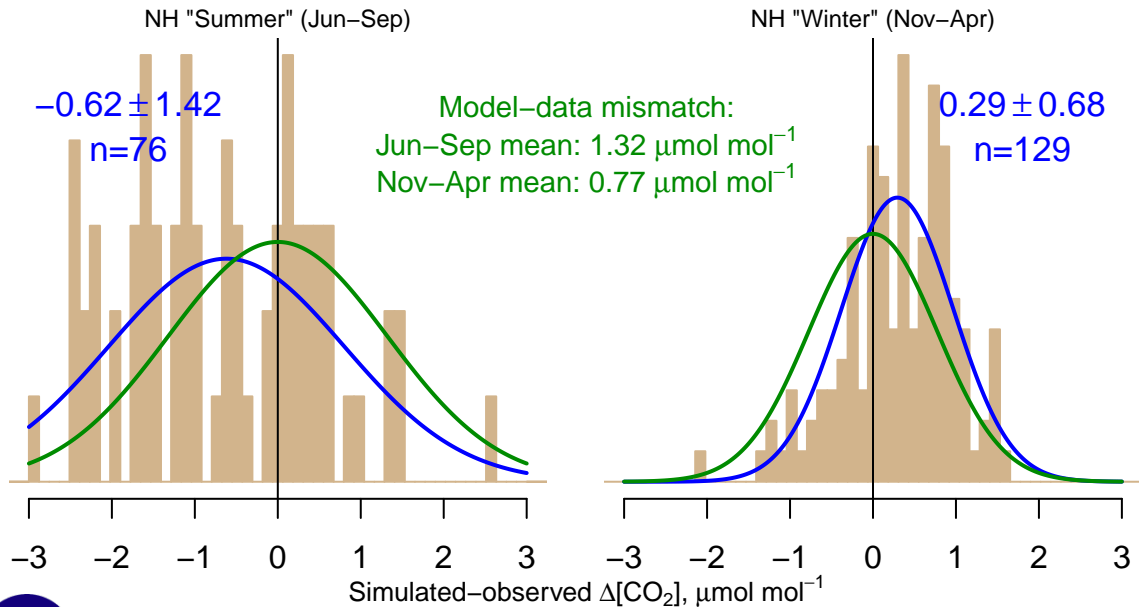 NH "Summer" (Jun−Sep)
−0.62 ± 1.42
n=76
Model−data mismatch:
Jun−Sep mean: 1.32 μmol mol⁻¹
Nov−Apr mean: 0.77 μmol mol⁻¹
NH "Winter" (Nov−Apr)
0.29 ± 0.68
n=129
−3 −2 −1 0 1 2 3
−3 −2 −1 0 1 2 3
Simulated−observed Δ[CO₂], μmol mol⁻¹